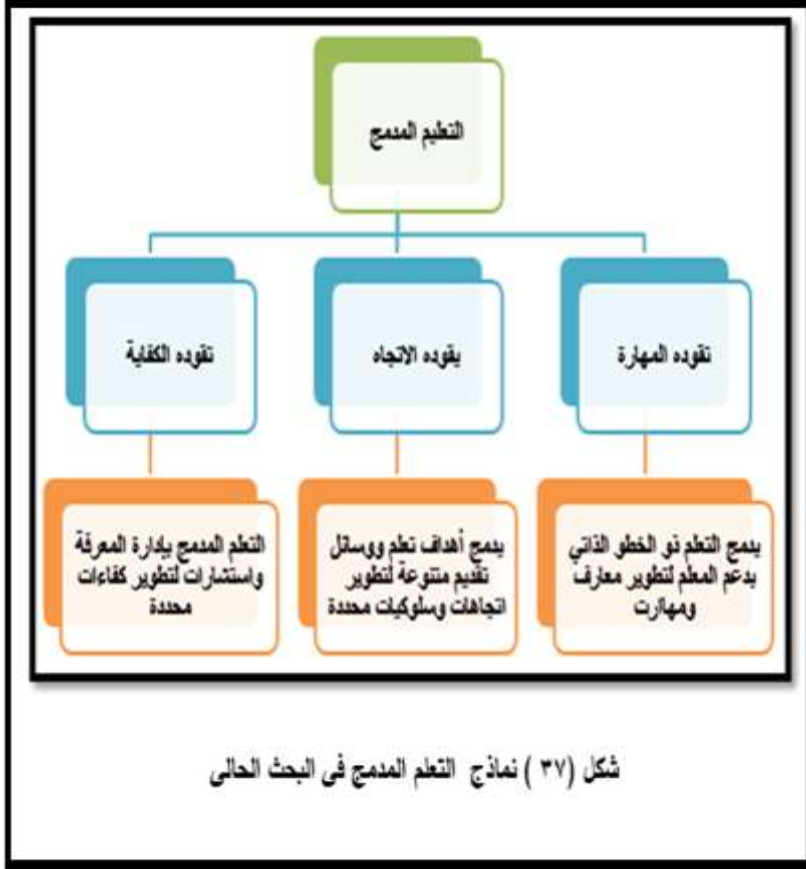 التعليم المدمج
تقوده المهارة
يقوده الاتجاه
تقوده الكفاية
يدمج التعلم ذو الخطو الذاتي
يدعم المعلم لتطوير معارف
ومهاارت
يدمج أهداف تعلم ووسائل
تقديم متنوعة لتطوير
اتجاهات وسلوكيات محددة
التعلم المدمج بإدارة المعرفة
واستشارات لتطوير كفاءات
محددة
شكل (٣٧ ) نماذج التعلم المدمج فى البحث الحالى